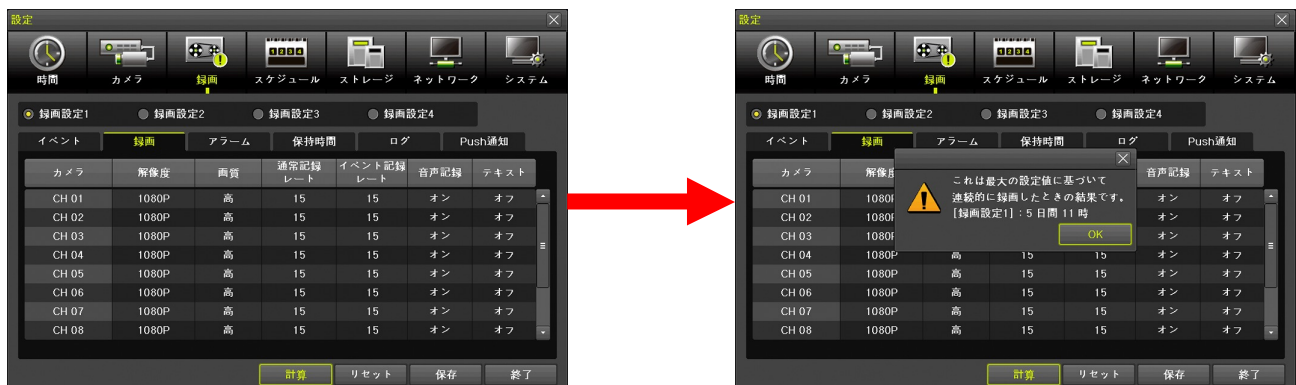 設定
時間 カメラ 録画 スケジュール ストレージ ネットワーク システム
録画設定1 録画設定2 録画設定3 録画設定4
イベント 録画 アラーム 保持時間 ログ Push通知
カメラ 解像度 画質 通常記録レート イベント記録レート 音声記録 テキスト
CH 01 1080P 高 15 15 オン オフ
CH 02 1080P 高 15 15 オン オフ
CH 03 1080P 高 15 15 オン オフ
CH 04 1080P 高 15 15 オン オフ
CH 05 1080P 高 15 15 オン オフ
CH 06 1080P 高 15 15 オン オフ
CH 07 1080P 高 15 15 オン オフ
CH 08 1080P 高 15 15 オン オフ
計算 リセット 保存 終了
設定
時間 カメラ 録画 スケジュール ストレージ ネットワーク システム
録画設定1 録画設定2 録画設定3 録画設定4
イベント 録画 アラーム 保持時間 ログ Push通知
カメラ 解像度 音声記録 テキスト
これは最大の設定値に基づいて
連続的に録画したときの結果です。
[録画設定1] : 5 日間 11 時
OK
CH 01 1080P オン オフ
CH 02 1080P オン オフ
CH 03 1080P オン オフ
CH 04 1080P 高 15 15 オン オフ
CH 05 1080P 高 15 15 オン オフ
CH 06 1080P 高 15 15 オン オフ
CH 07 1080P 高 15 15 オン オフ
CH 08 1080P 高 15 15 オン オフ
計算 リセット 保存 終了